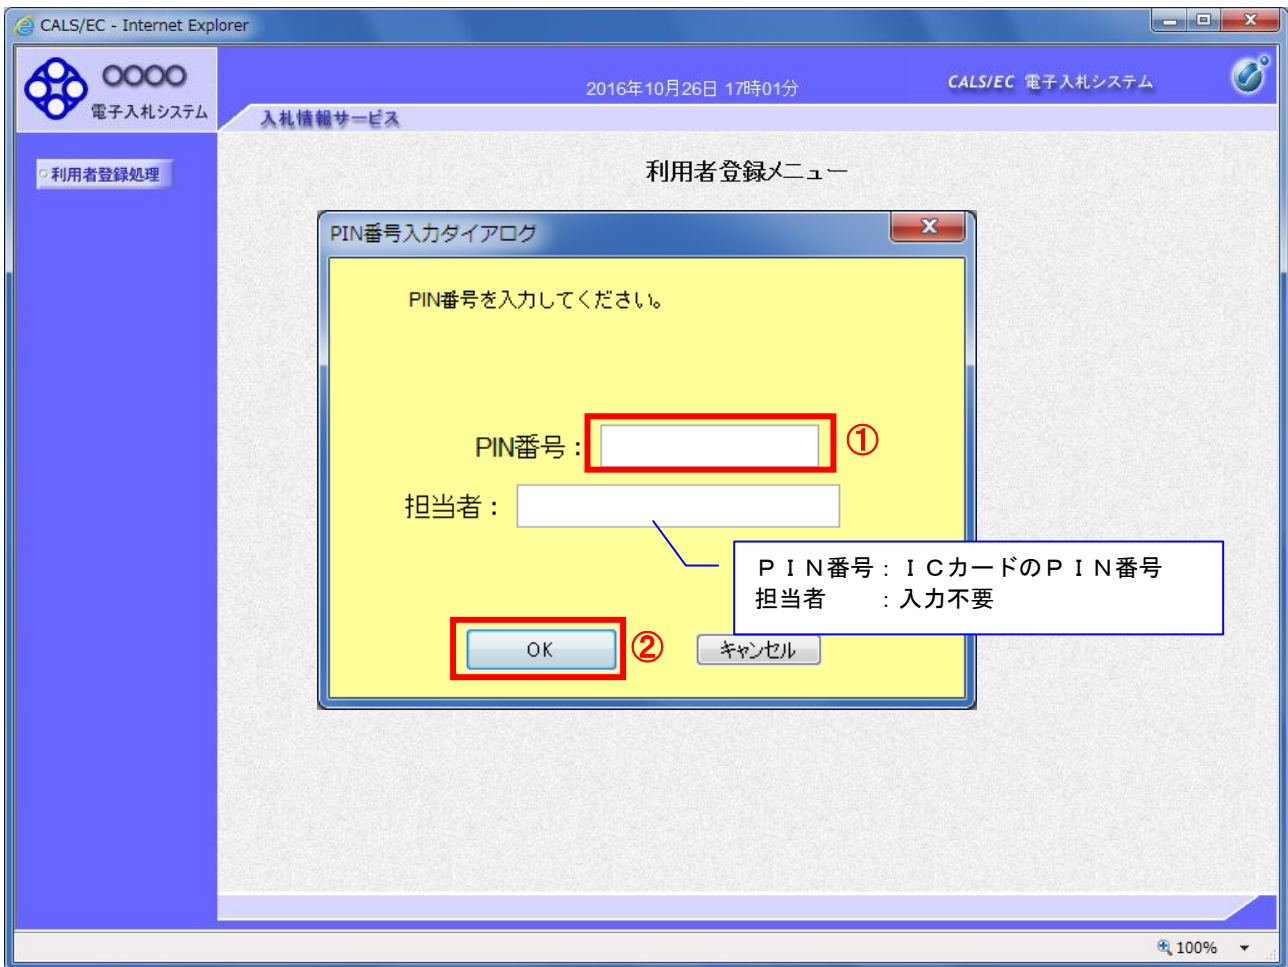 CALS/EC - Internet Explorer
○○○○
電子入札システム
2016年10月26日 17時01分
CALS/EC 電子入札システム
入札情報サービス
利用者登録処理
利用者登録メニュー
PIN番号入力ダイアログ
PIN番号を入力してください。
PIN番号：
①
担当者：
ＰＩＮ番号：ＩＣカードのＰＩＮ番号
担当者　　：入力不要
OK
②
キャンセル
100%